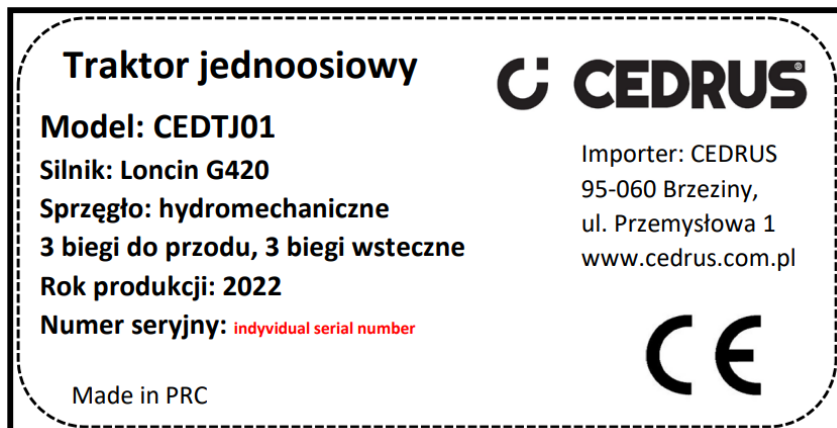 Traktor jednoosiowy
Model: CEDTJ01
Silnik: Loncin G420
Sprzęgło: hydromechaniczne
3 biegi do przodu, 3 biegi wsteczne
Rok produkcji: 2022
Numer seryjny: indyvidual serial number
Made in PRC
CEDRUS®
Importer: CEDRUS
95-060 Brzeziny,
ul. Przemysłowa 1
www.cedrus.com.pl
CE